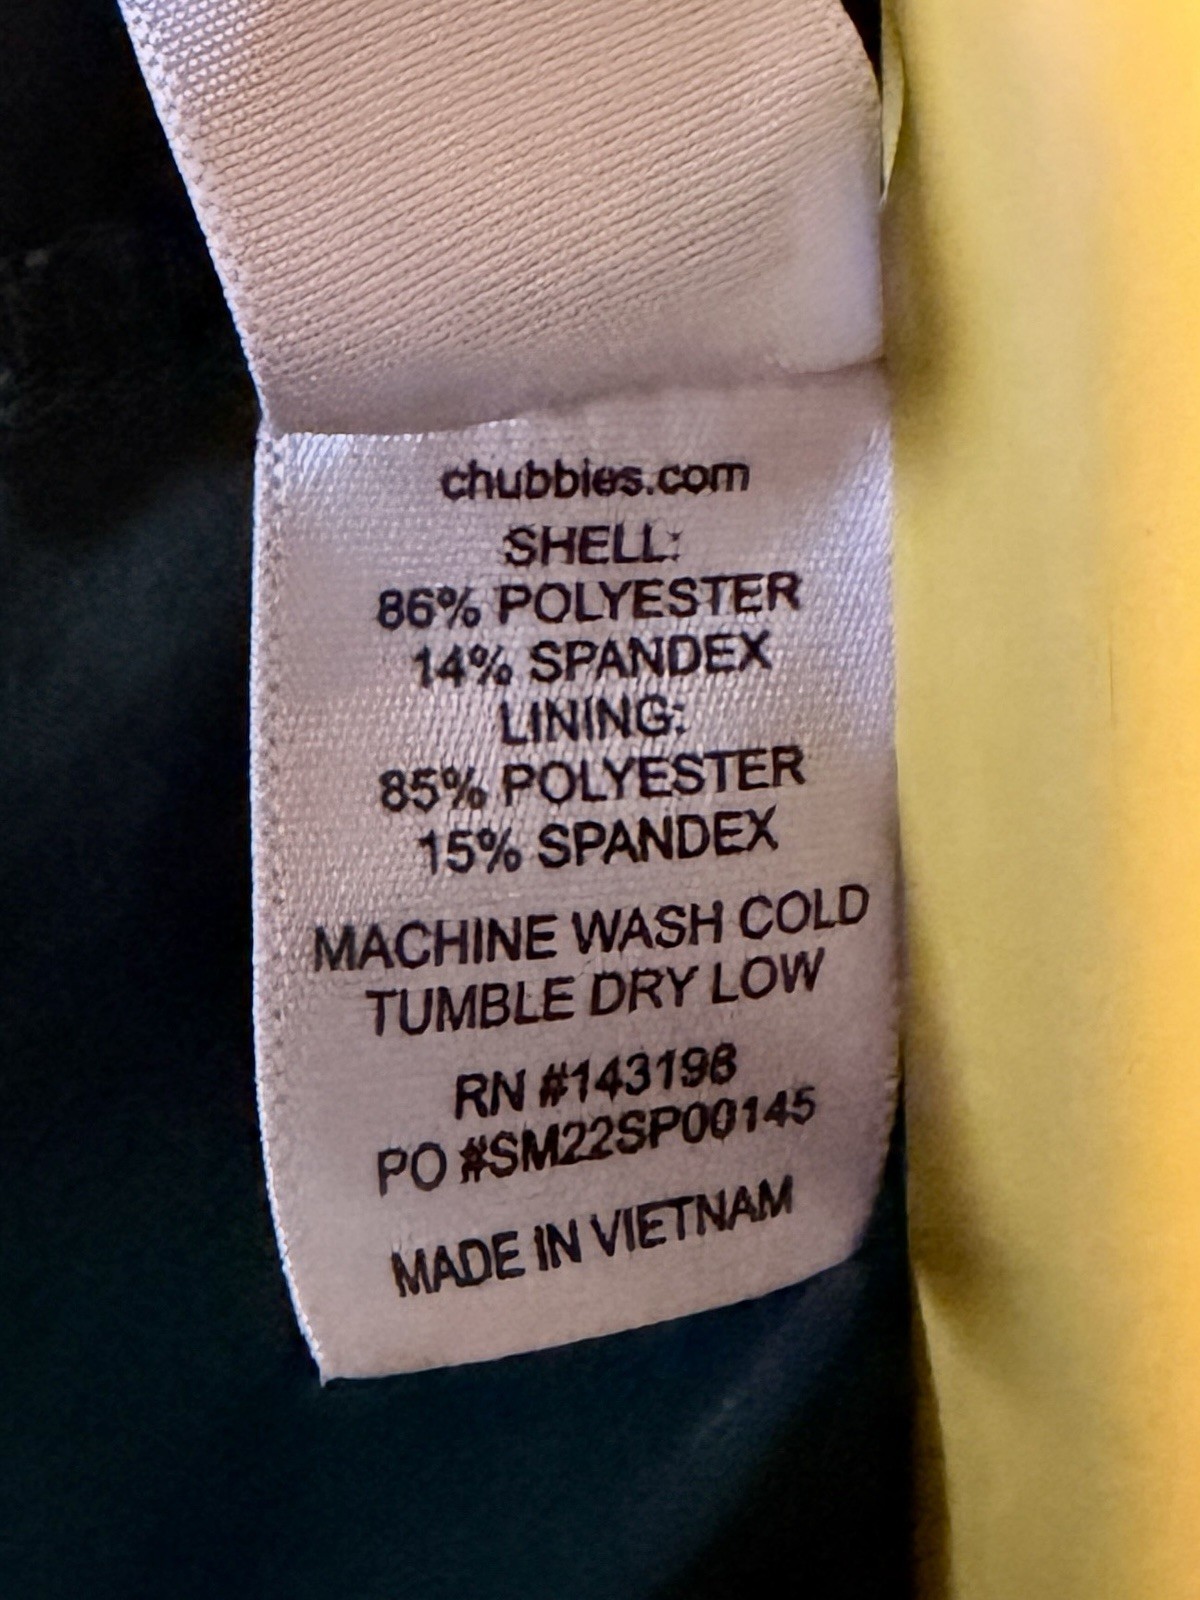 chubbies.com
SHELL:
86% POLYESTER
14% SPANDEX
LINING:
85% POLYESTER
15% SPANDEX
MACHINE WASH COLD
TUMBLE DRY LOW
RN #143198
PO #SM22SP00145
MADE IN VIETNAM